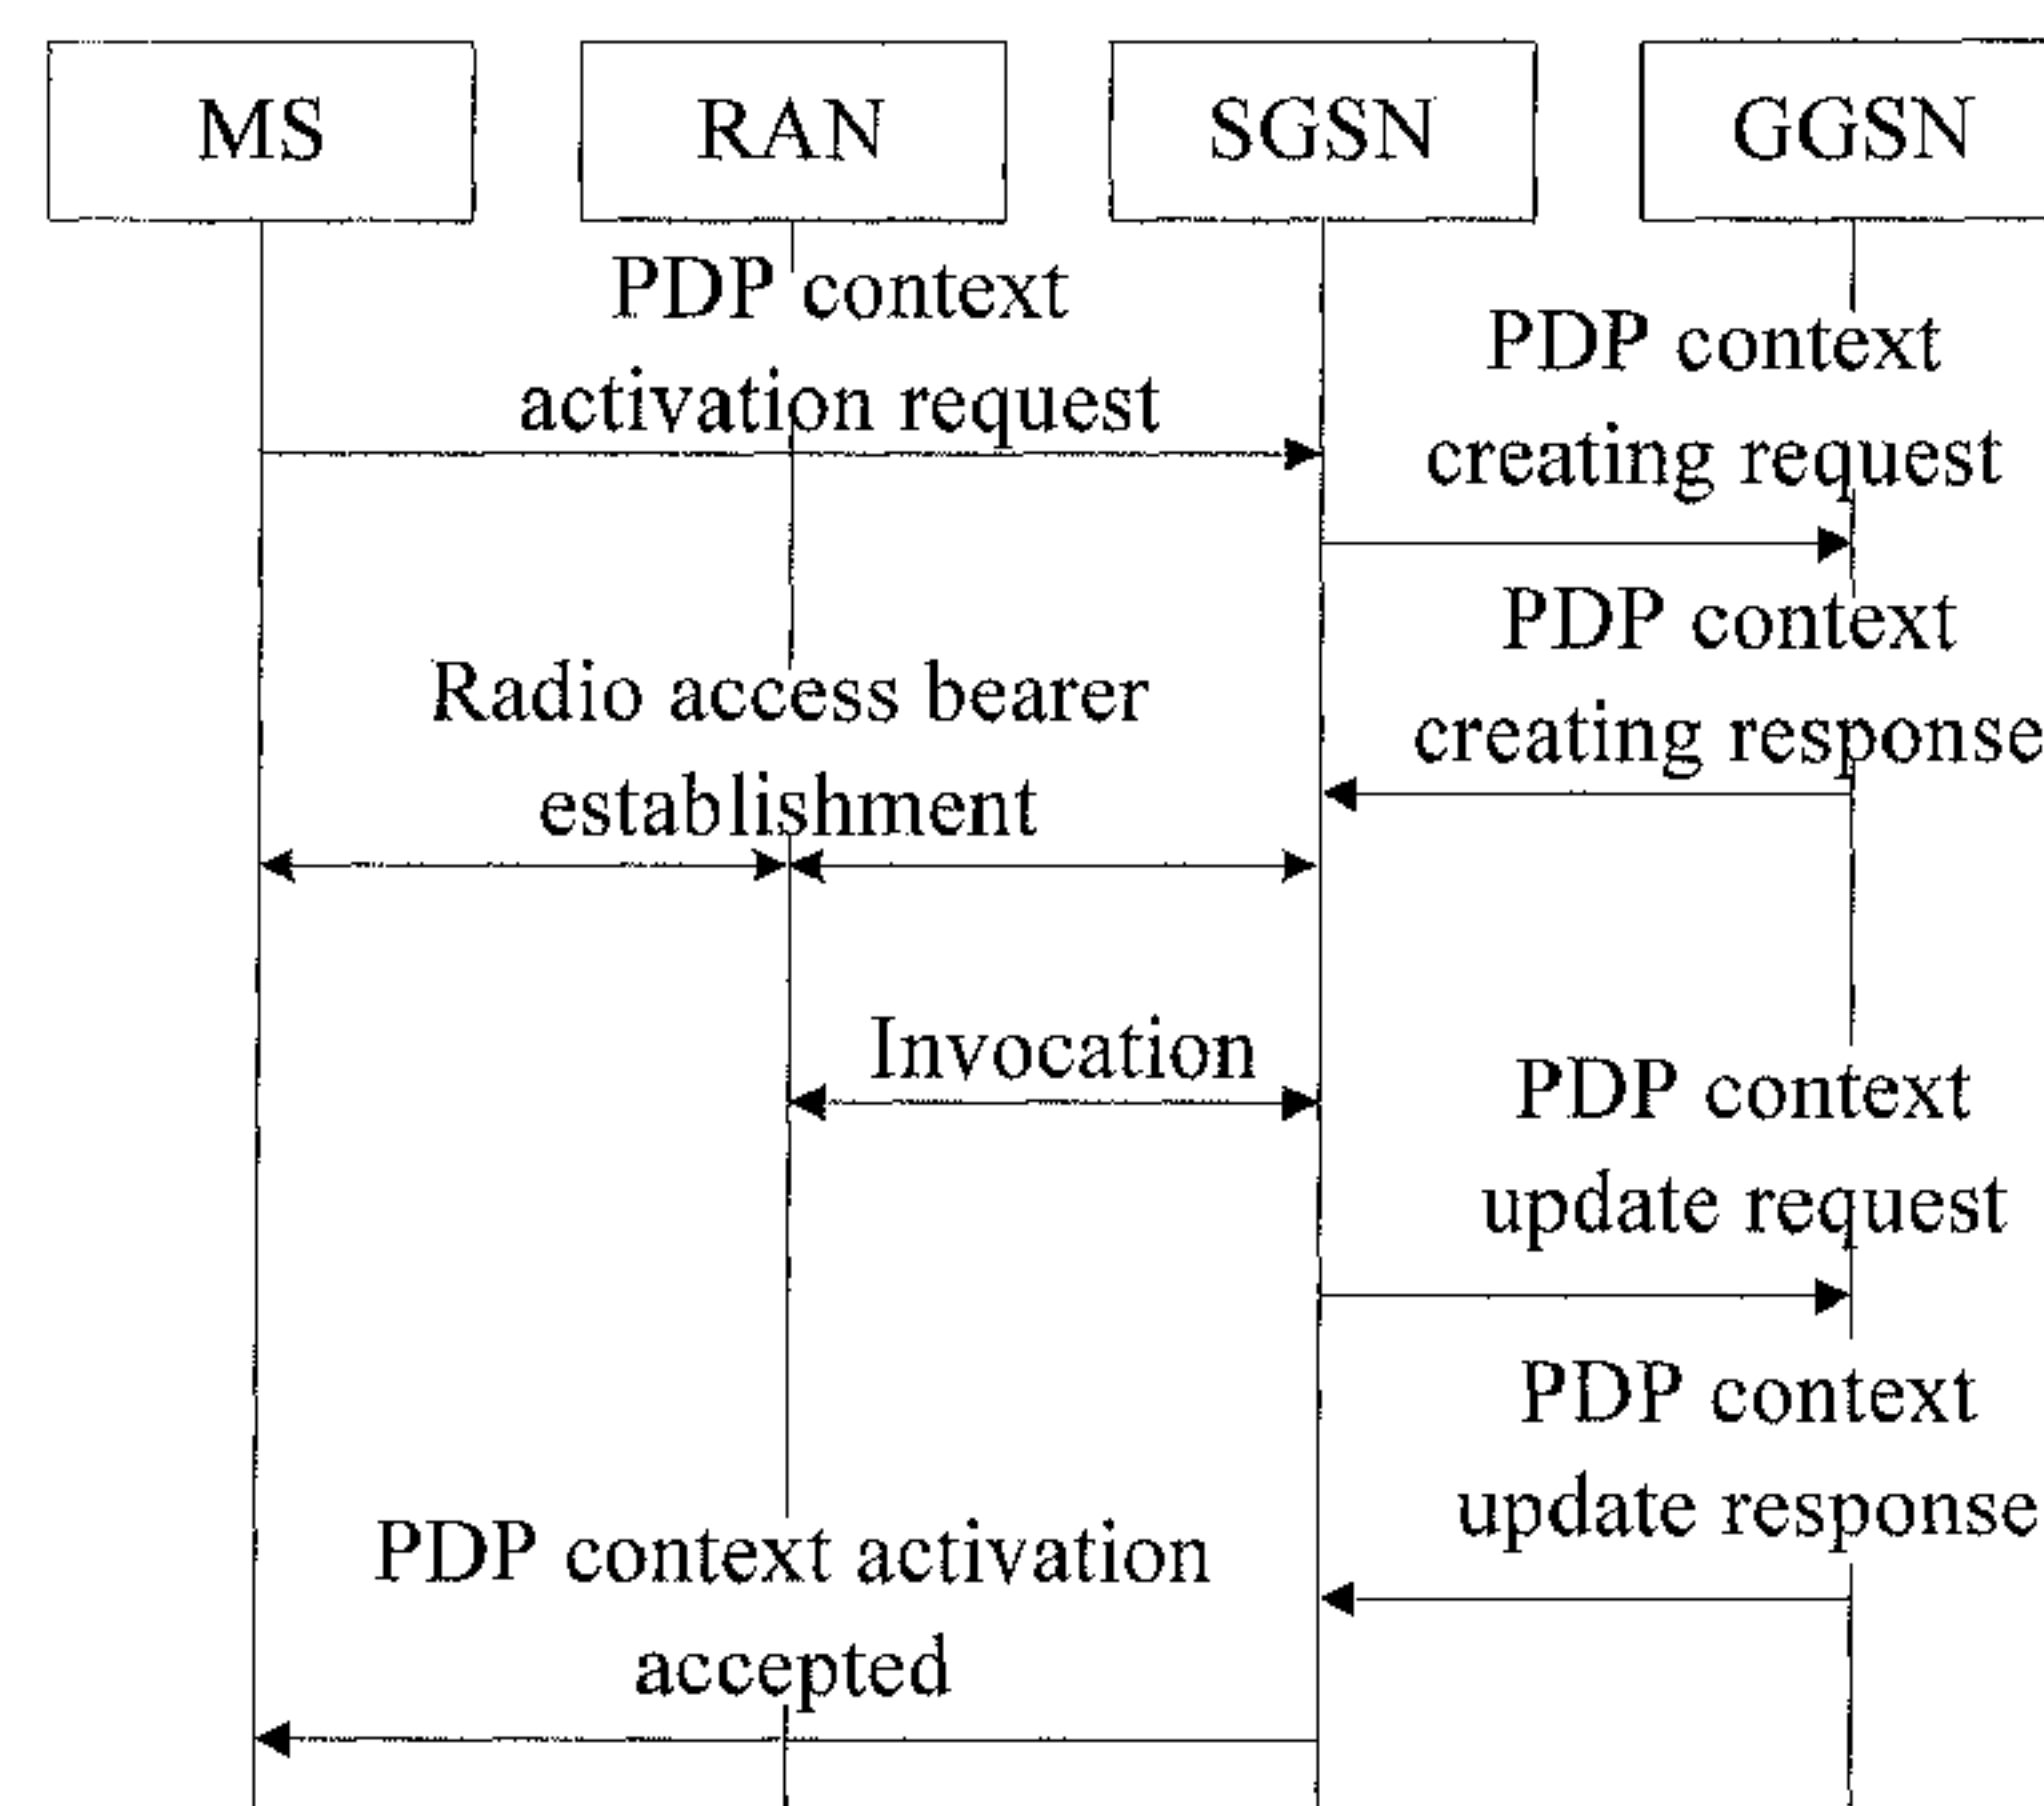 MS
RAN
SGSN
GGSN
PDP context
activation request
PDP context
creating request
PDP context
creating response
Radio access bearer
establishment
Invocation
PDP context
update request
PDP context
update response
PDP context activation
accepted